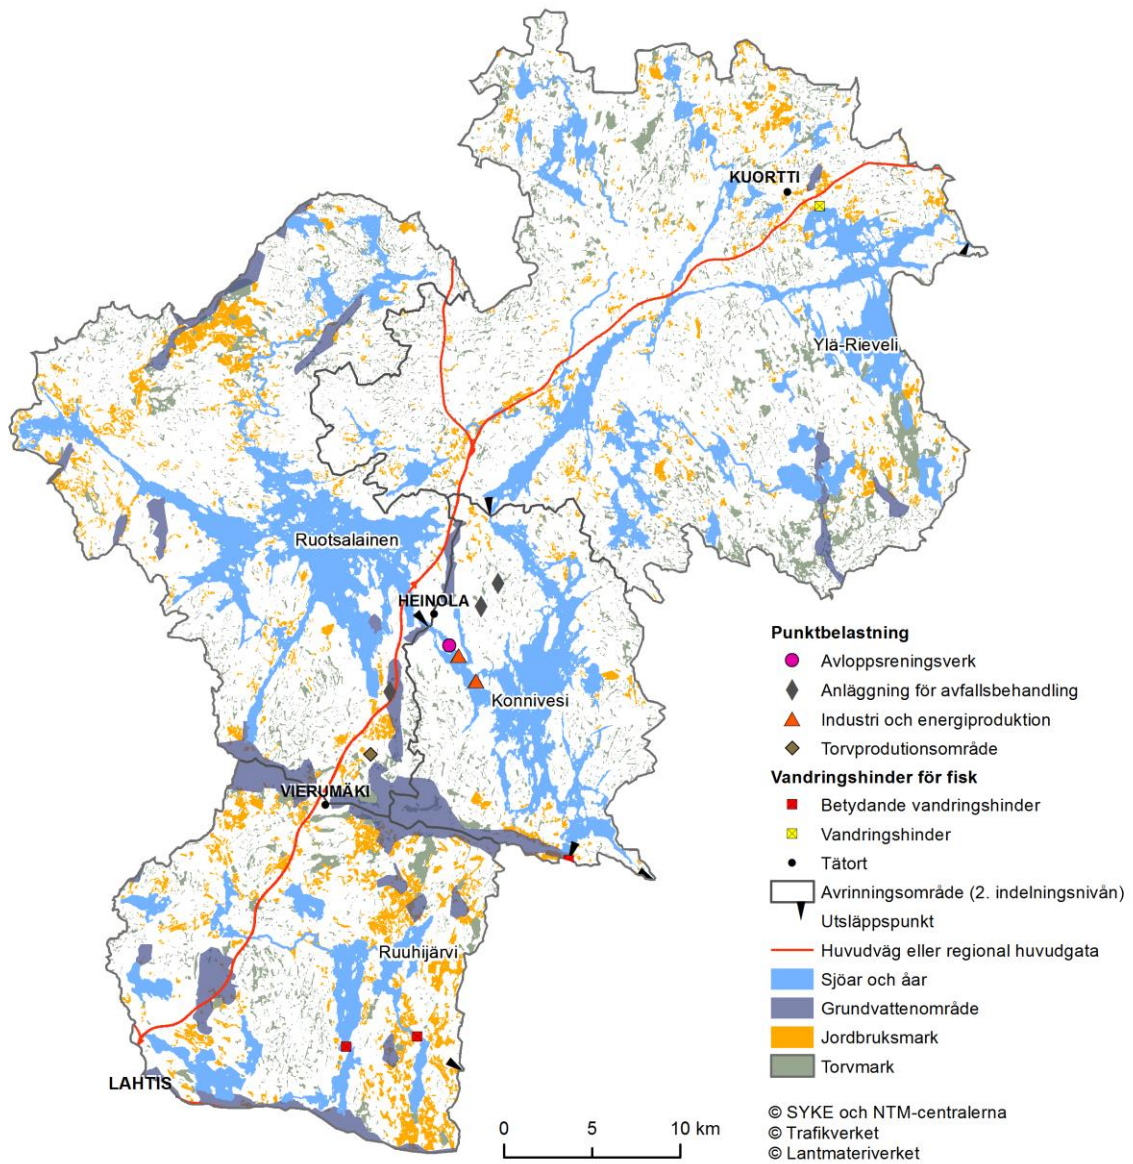 KUORTTI
Ylä-Rieveli
Ruotsalainen
HEINOLA
Konnivesi
VIERUMÄKI
Ruuhijärvi
LAHTIS
Punktbelastning
Avloppsreningsverk
Anläggning för avfallsbehandling
Industri och energiproduktion
Torvprodutionsområde
Vandringshinder för fisk
Betydande vandringshinder
Vandringshinder
Tätort
Avrinningsområde (2. indelningsnivån)
Utsläppspunkt
Huvudväg eller regional huvudgata
Sjöar och åar
Grundvattenområde
Jordbruksmark
Torvmark
0 5 10 km
© SYKE och NTM-centralerna
© Trafikverket
© Lantmateriverket